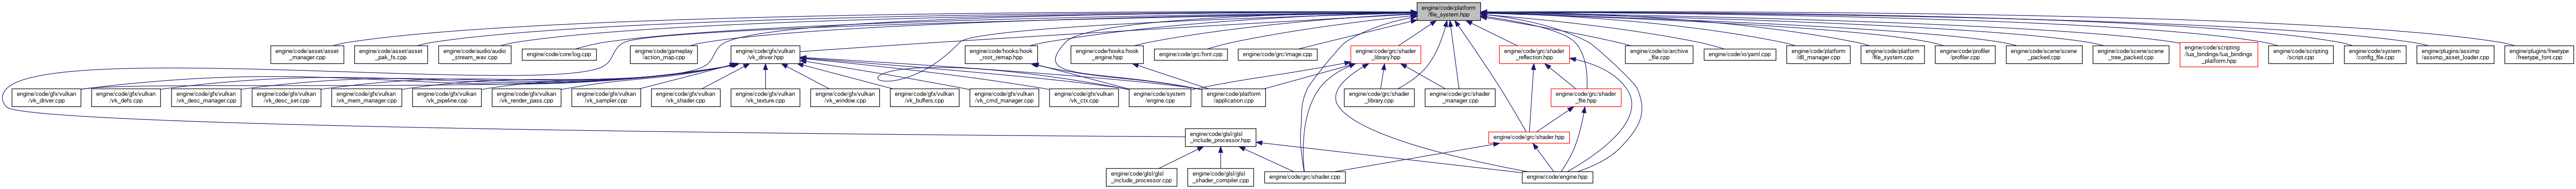 engine/code/platform
/file_system.hpp
engine/code/asset/asset
_manager.cpp
engine/code/asset/asset
_pak_fs.cpp
engine/code/audio/audio
_stream_wav.cpp
engine/code/core/log.cpp
engine/code/gameplay
/action_map.cpp
engine/code/gfx/vulkan
/vk_driver.hpp
engine/code/hooks/hook
_root_remap.hpp
engine/code/hooks/hook
_engine.hpp
engine/code/grc/font.cpp
engine/code/grc/image.cpp
engine/code/grc/shader
_library.hpp
engine/code/grc/shader
_reflection.hpp
engine/code/io/archive
_file.cpp
engine/code/io/yaml.cpp
engine/code/platform
/dll_manager.cpp
engine/code/platform
/file_system.cpp
engine/code/profiler
/profiler.cpp
engine/code/scene/scene
_packed.cpp
engine/code/scene/scene
_tree_packed.cpp
engine/code/scripting
/lua_bindings/lua_bindings
_platform.hpp
engine/code/scripting
/script.cpp
engine/code/system
/config_file.cpp
engine/plugins/assimp
/assimp_asset_loader.cpp
engine/plugins/freetype
/freetype_font.cpp
engine/code/gfx/vulkan
/vk_driver.cpp
engine/code/gfx/vulkan
/vk_defs.cpp
engine/code/gfx/vulkan
/vk_desc_manager.cpp
engine/code/gfx/vulkan
/vk_desc_set.cpp
engine/code/gfx/vulkan
/vk_mem_manager.cpp
engine/code/gfx/vulkan
/vk_pipeline.cpp
engine/code/gfx/vulkan
/vk_render_pass.cpp
engine/code/gfx/vulkan
/vk_sampler.cpp
engine/code/gfx/vulkan
/vk_shader.cpp
engine/code/gfx/vulkan
/vk_texture.cpp
engine/code/gfx/vulkan
/vk_window.cpp
engine/code/gfx/vulkan
/vk_buffers.cpp
engine/code/gfx/vulkan
/vk_cmd_manager.cpp
engine/code/gfx/vulkan
/vk_ctx.cpp
engine/code/system
/engine.cpp
engine/code/platform
/application.cpp
engine/code/grc/shader
_library.cpp
engine/code/grc/shader
_manager.cpp
engine/code/grc/shader
_file.hpp
engine/code/glsl/glsl
_include_processor.hpp
engine/code/grc/shader.hpp
engine/code/glsl/glsl
_include_processor.cpp
engine/code/glsl/glsl
_shader_compiler.cpp
engine/code/grc/shader.cpp
engine/code/engine.hpp